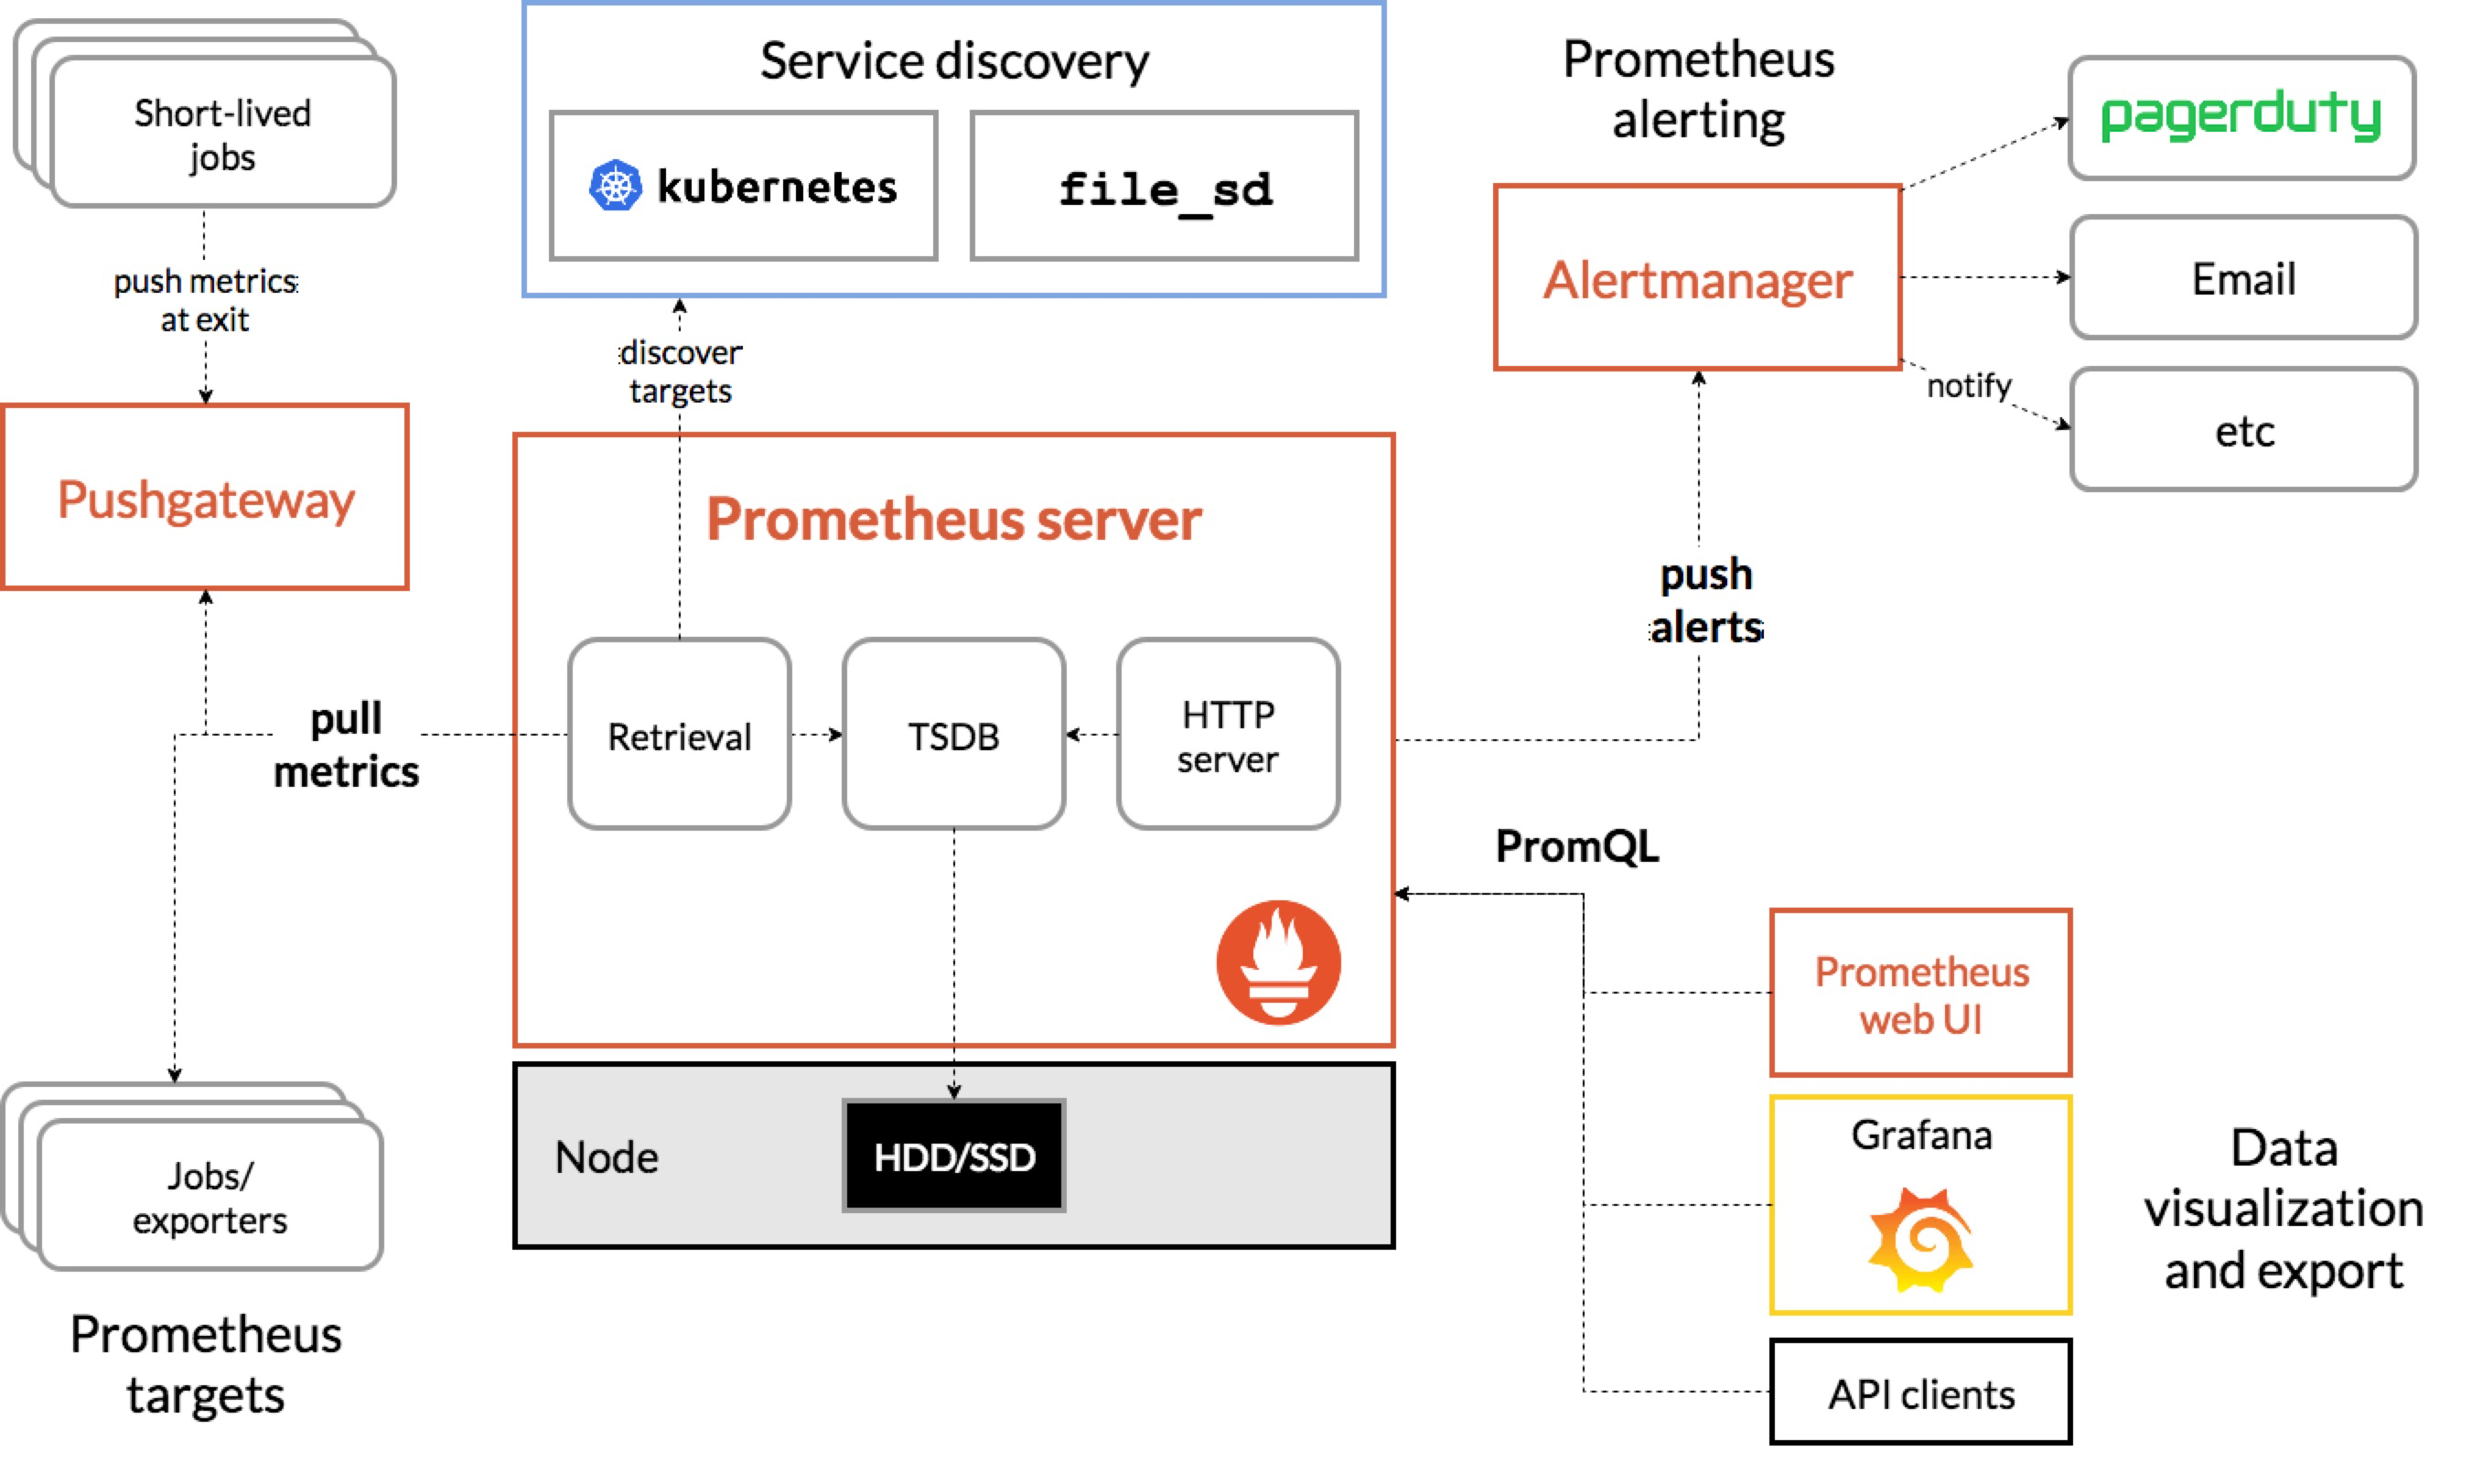 Short-lived
jobs
push metrics
at exit
Pushgateway
pull
metrics
Jobs/
exporters
Prometheus
targets
Service discovery
kubernetes
file_sd
discover
targets
Prometheus server
Retrieval
TSDB
HTTP
server
Node
HDD/SSD
Prometheus
alerting
Alertmanager
pagerduty
Email
notify
etc
push
alerts
PromQL
Prometheus
web UI
Grafana
API clients
Data
visualization
and export